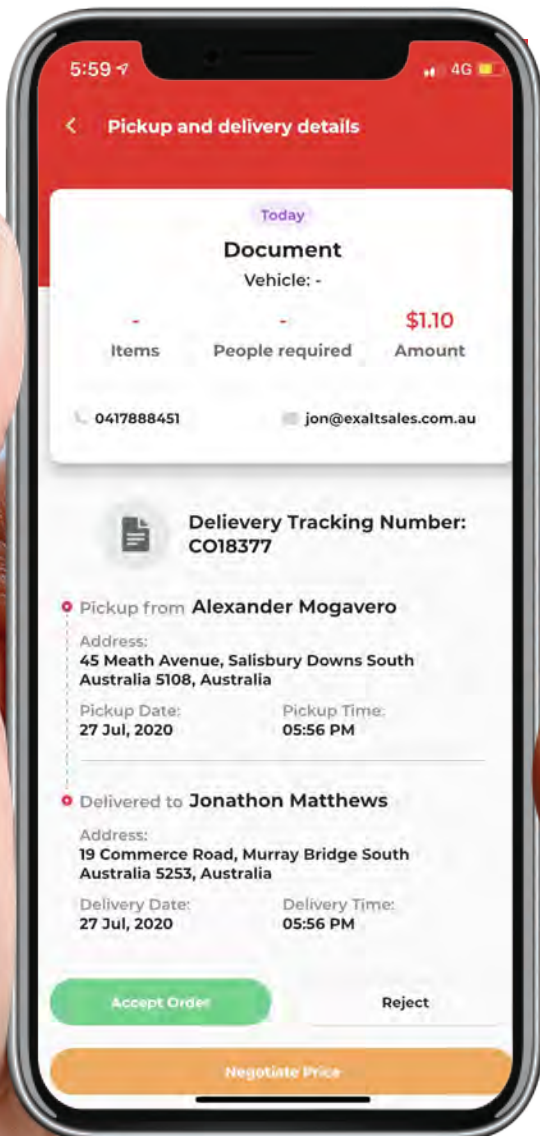 5:59
4G
Pickup and delivery details
Today
Document
Vehicle: -
- - $1.10
Items People required Amount
0417888451 jon@exaltsales.com.au
Delievery Tracking Number:
CO18377
Pickup from Alexander Mogavero
Address:
45 Meath Avenue, Salisbury Downs South
Australia 5108, Australia
Pickup Date: Pickup Time:
27 Jul, 2020 05:56 PM
Delivered to Jonathon Matthews
Address:
19 Commerce Road, Murray Bridge South
Australia 5253, Australia
Delivery Date: Delivery Time:
27 Jul, 2020 05:56 PM
Accept Order Reject
Negotiate Price